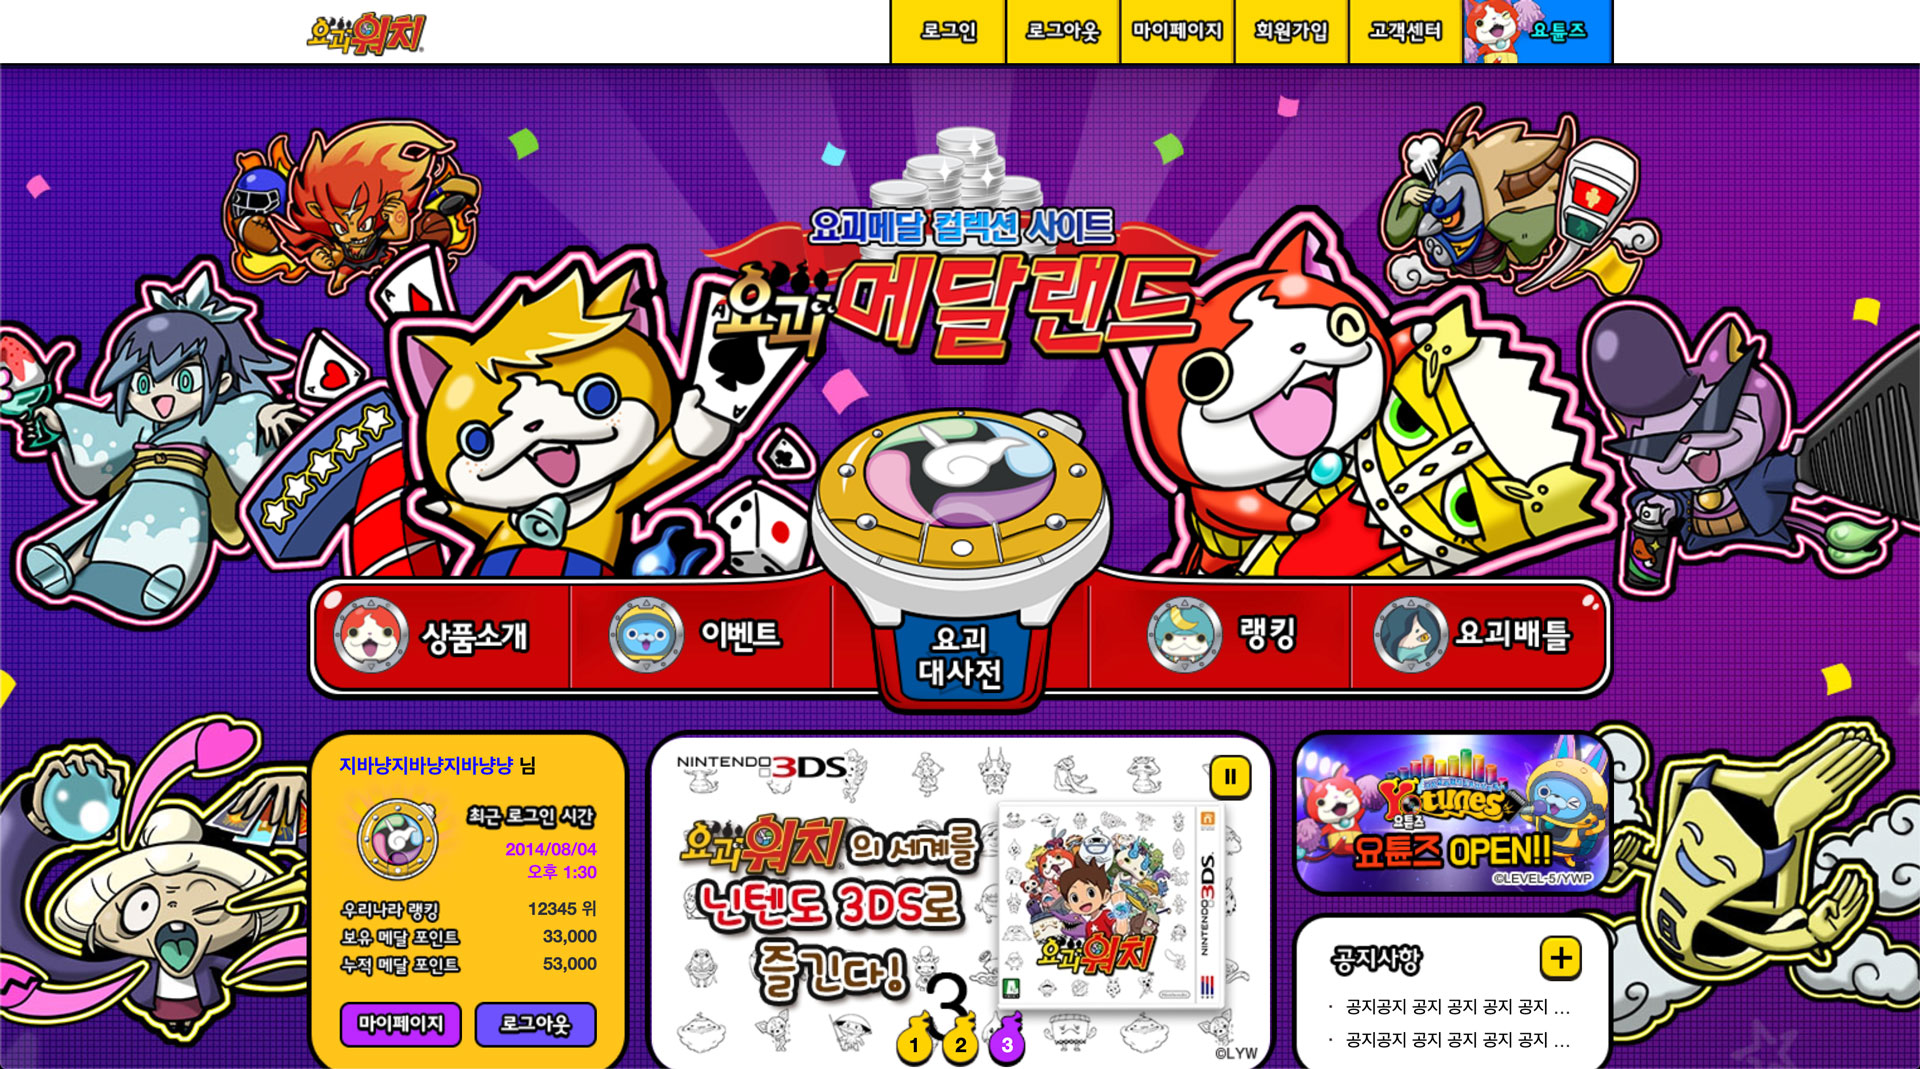 요괴워치
로그인
로그아웃
마이페이지
회원가입
고객센터
요튠즈
요괴메달 컬렉션 사이트
요괴 메달랜드
상품소개
이벤트
요괴
대사전
랭킹
요괴배틀
지바냥지바냥지바냥냥 님
최근 로그인 시간
2014/08/04
오후 1:30
우리나라 랭킹 12345 위
보유 메달 포인트 33,000
누적 메달 포인트 53,000
마이페이지
로그아웃
NINTENDO 3DS
요괴워치의 세계를
닌텐도 3DS로
즐긴다!
3
요괴워치
NINTENDO 3DS
1 2 3
©LYW
Yotunes
요튠즈
요튠즈 OPEN!!
©LEVEL-5/YWP
공지사항
· 공지공지 공지 공지 공지 공지 ...
· 공지공지 공지 공지 공지 공지 ...